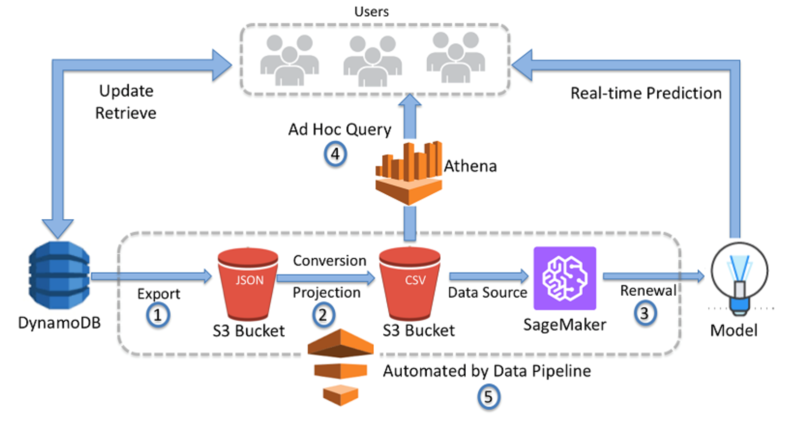 Users
Update
Retrieve
Real-time Prediction
Ad Hoc Query
4
Athena
DynamoDB
Export
1
JSON
S3 Bucket
Conversion
Projection
2
CSV
S3 Bucket
Data Source
SageMaker
Renewal
3
Model
Automated by Data Pipeline
5